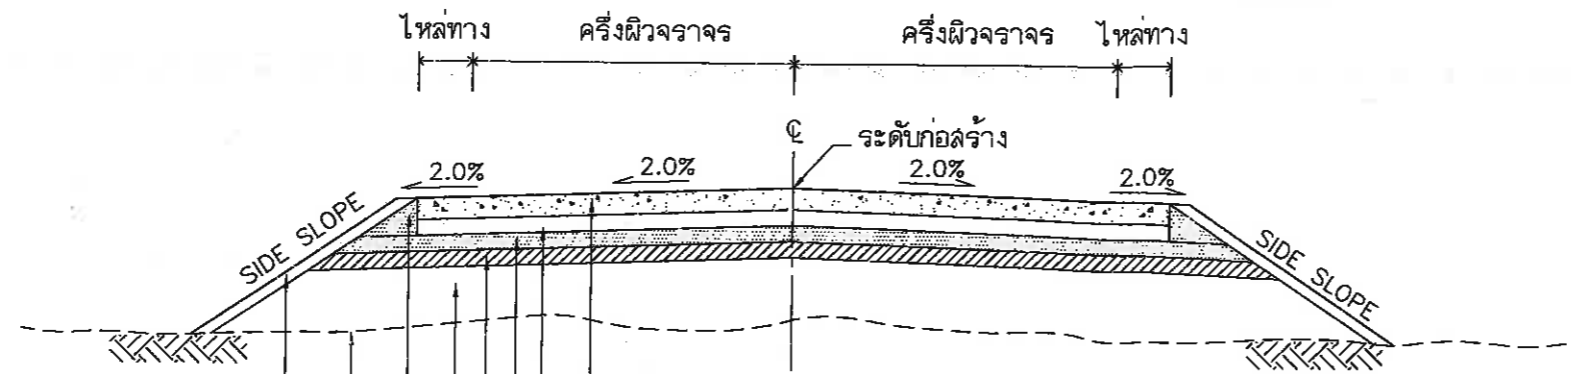 ไหล่ทาง ครึ่งผิวจราจร ครึ่งผิวจราจร ไหล่ทาง
℄ ระดับก่อสร้าง
2.0% 2.0% 2.0% 2.0%
SIDE SLOPE SIDE SLOPE